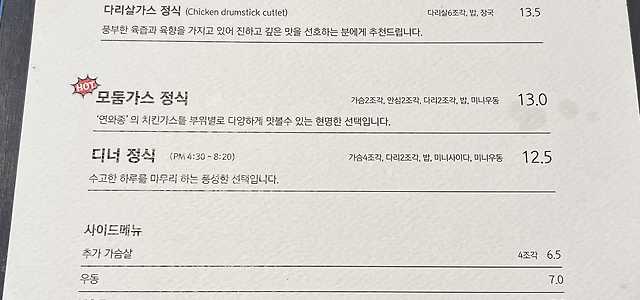 다리살가스 정식 (Chicken drumstick cutlet) 다리살6조각, 밥, 장국 13.5
풍부한 육즙과 육향을 가지고 있어 진하고 깊은 맛을 선호하는 분에게 추천드립니다.
HOT
모둠가스 정식 가슴2조각, 안심2조각, 다리2조각, 밥, 미니우동 13.0
'연와종' 의 치킨가스를 부위별로 다양하게 맛볼수 있는 현명한 선택입니다.
디너 정식 (PM 4:30 - 8:20) 가슴4조각, 다리2조각, 밥, 미니사이다, 미니우동 12.5
수고한 하루를 마무리 하는 풍성한 선택입니다.
사이드메뉴
추가 가슴살 4조각 6.5
우동 7.0